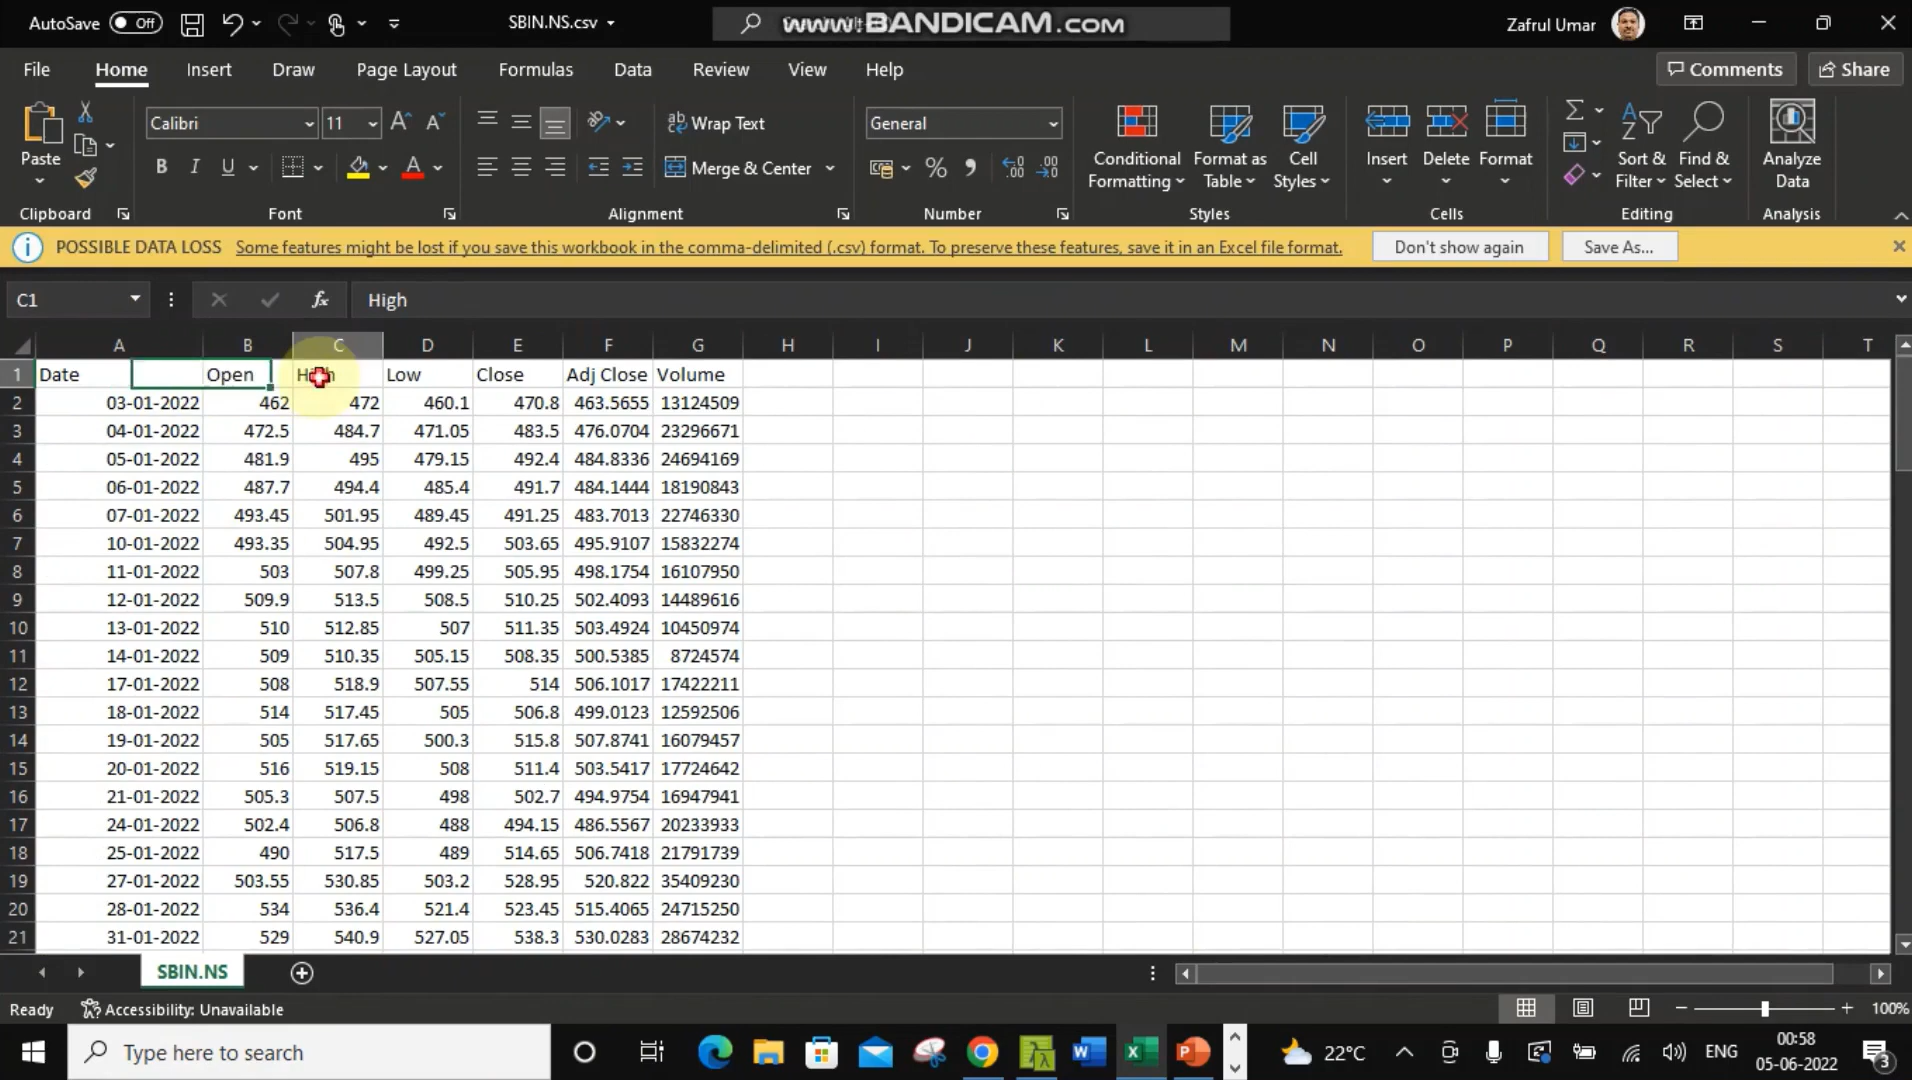 AutoSave Off SBIN.NS.csv www.BANDICAM.com Zafrul Umar
File Home Insert Draw Page Layout Formulas Data Review View Help Comments Share
Calibri 11 Wrap Text General
Paste B I U Merge & Center % Conditional Formatting Format as Table Cell Styles Insert Delete Format Sort & Filter Find & Select Analyze Data
Clipboard Font Alignment Number Styles Cells Editing Analysis
POSSIBLE DATA LOSS Some features might be lost if you save this workbook in the comma-delimited (.csv) format. To preserve these features, save it in an Excel file format. Don't show again Save As...
C1 fx High
A B C D E F G H I J K L M N O P Q R S T
1 Date Open High Low Close Adj Close Volume
2 03-01-2022 462 472 460.1 470.8 463.5655 13124509
3 04-01-2022 472.5 484.7 471.05 483.5 476.0704 23296671
4 05-01-2022 481.9 495 479.15 492.4 484.8336 24694169
5 06-01-2022 487.7 494.4 485.4 491.7 484.1444 18190843
6 07-01-2022 493.45 501.95 489.45 491.25 483.7013 22746330
7 10-01-2022 493.35 504.95 492.5 503.65 495.9107 15832274
8 11-01-2022 503 507.8 499.25 505.95 498.1754 16107950
9 12-01-2022 509.9 513.5 508.5 510.25 502.4093 14489616
10 13-01-2022 510 512.85 507 511.35 503.4924 10450974
11 14-01-2022 509 510.35 505.15 508.35 500.5385 8724574
12 17-01-2022 508 518.9 507.55 514 506.1017 17422211
13 18-01-2022 514 517.45 505 506.8 499.0123 12592506
14 19-01-2022 505 517.65 500.3 515.8 507.8741 16079457
15 20-01-2022 516 519.15 508 511.4 503.5417 17724642
16 21-01-2022 505.3 507.5 498 502.7 494.9754 16947941
17 24-01-2022 502.4 506.8 488 494.15 486.5567 20233933
18 25-01-2022 490 517.5 489 514.65 506.7418 21791739
19 27-01-2022 503.55 530.85 503.2 528.95 520.822 35409230
20 28-01-2022 534 536.4 521.4 523.45 515.4065 24715250
21 31-01-2022 529 540.9 527.05 538.3 530.0283 28674232
SBIN.NS
Ready Accessibility: Unavailable 100%
Type here to search 22°C ENG 00:58
05-06-2022 3